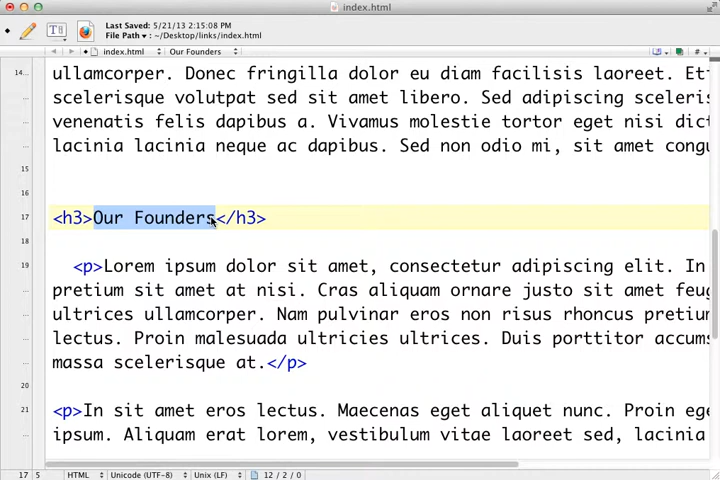 index.html
Last Saved: 5/21/13 2:15:08 PM
File Path ▾: ~/Desktop/links/index.html
index.html Our Founders
14 ullamcorper. Donec fringilla dolor eu diam facilisis laoreet. Et
scelerisque volutpat sed sit amet libero. Sed adipiscing sceleris
venenatis felis dapibus a. Vivamus molestie tortor eget nisi dict
lacinia lacinia neque ac dapibus. Sed non odio mi, sit amet congu
15
16
17 <h3>Our Founders</h3>
18
19 <p>Lorem ipsum dolor sit amet, consectetur adipiscing elit. In
pretium sit amet at nisi. Cras aliquam ornare justo sit amet feug
ultrices ullamcorper. Nam pulvinar eros non risus rhoncus pretium
lectus. Proin malesuada ultricies ultrices. Duis porttitor accums
massa scelerisque at.</p>
20
21 <p>In sit amet eros lectus. Maecenas eget aliquet nunc. Proin ege
ipsum. Aliquam erat lorem, vestibulum vitae laoreet sed, lacinia
17 5 HTML Unicode (UTF-8) Unix (LF) 12 / 2 / 0